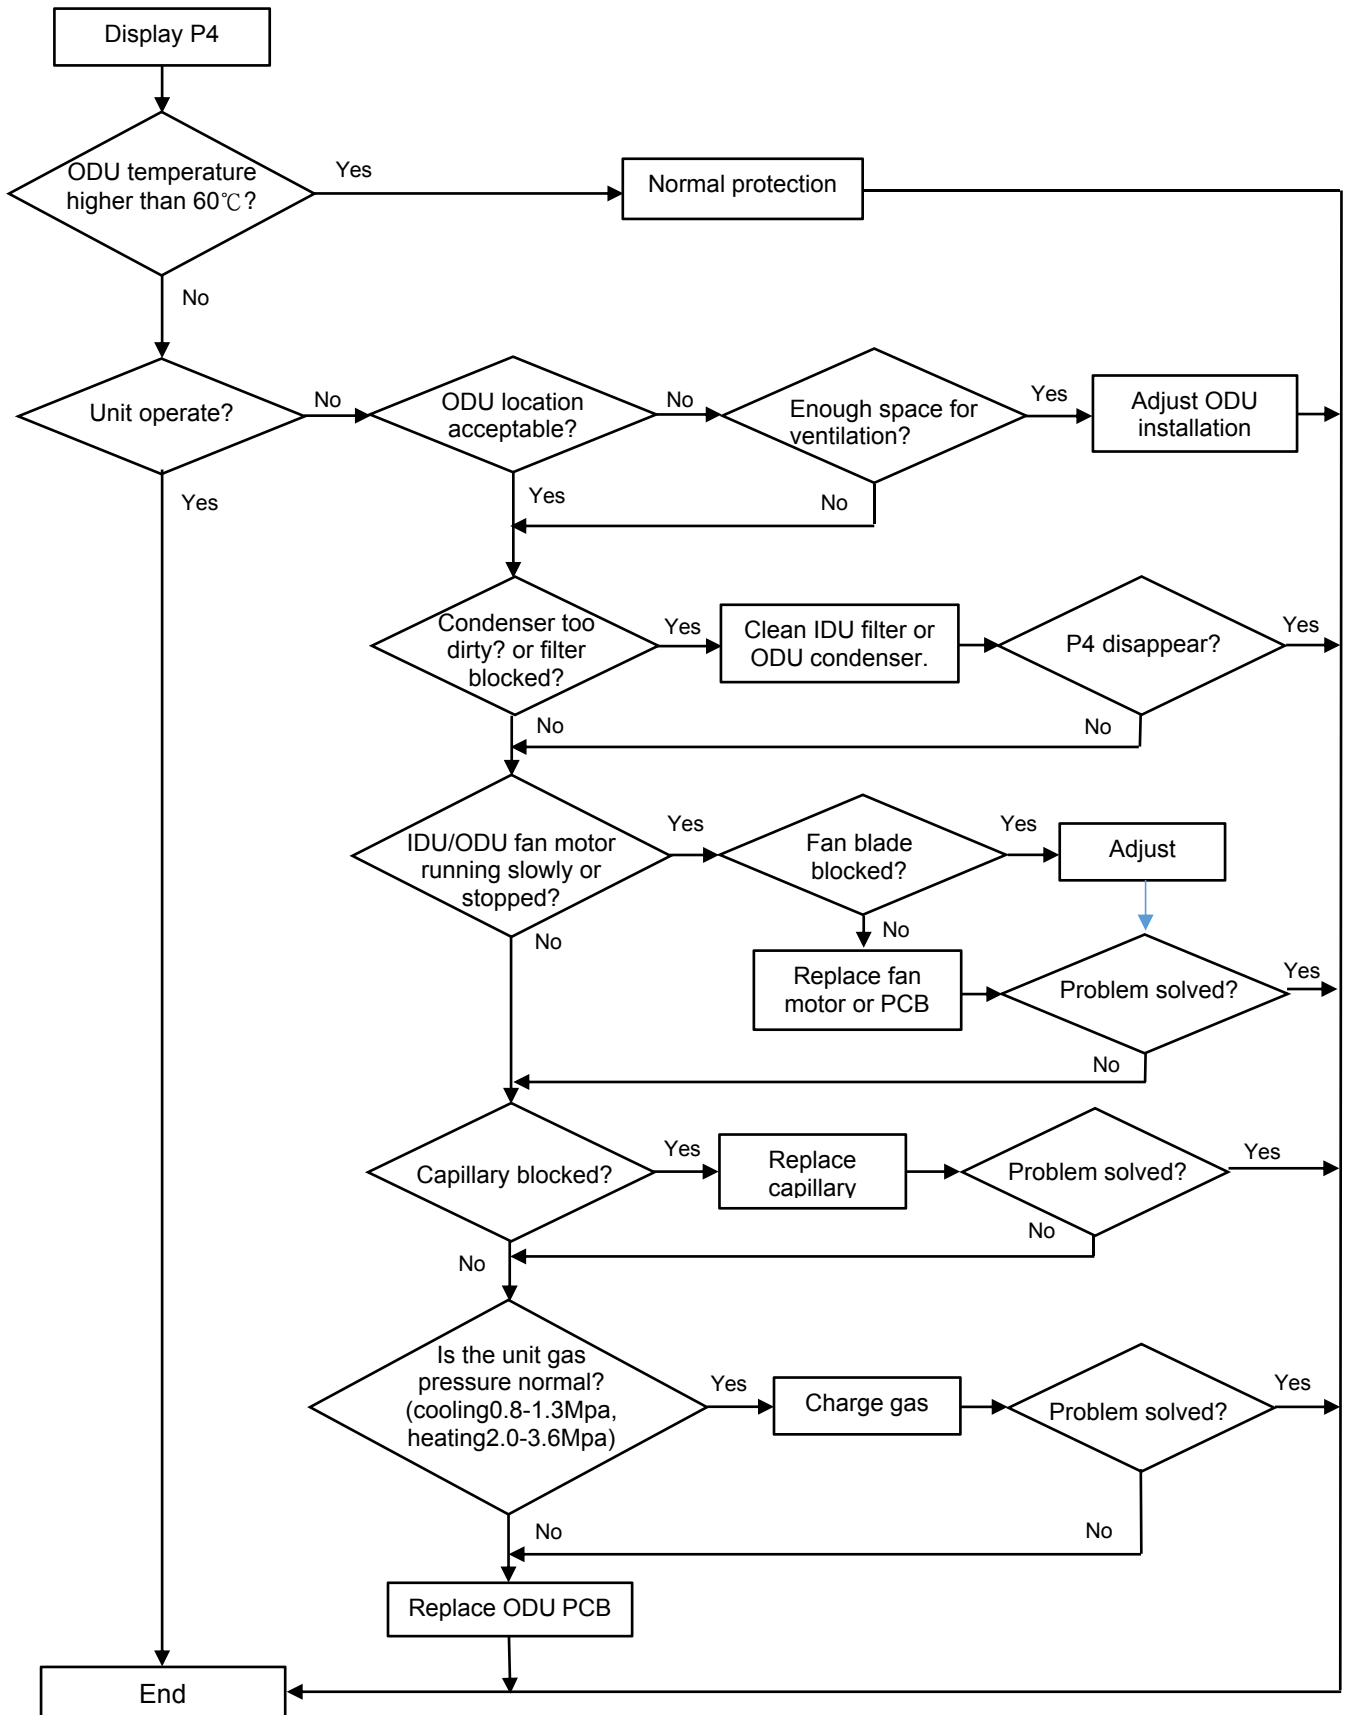 Display P4
ODU temperature
higher than 60℃?
Yes
Normal protection
No
Unit operate?
No
ODU location
acceptable?
No
Enough space for
ventilation?
Yes
Adjust ODU
installation
Yes
Yes
No
Condenser too
dirty? or filter
blocked?
Yes
Clean IDU filter or
ODU condenser.
P4 disappear?
Yes
No
No
IDU/ODU fan motor
running slowly or
stopped?
Yes
Fan blade
blocked?
Yes
Adjust
No
No
Replace fan
motor or PCB
Problem solved?
Yes
No
Capillary blocked?
Yes
Replace
capillary
Problem solved?
Yes
No
No
Is the unit gas
pressure normal?
(cooling0.8-1.3Mpa,
heating2.0-3.6Mpa)
Yes
Charge gas
Problem solved?
Yes
No
No
Replace ODU PCB
End